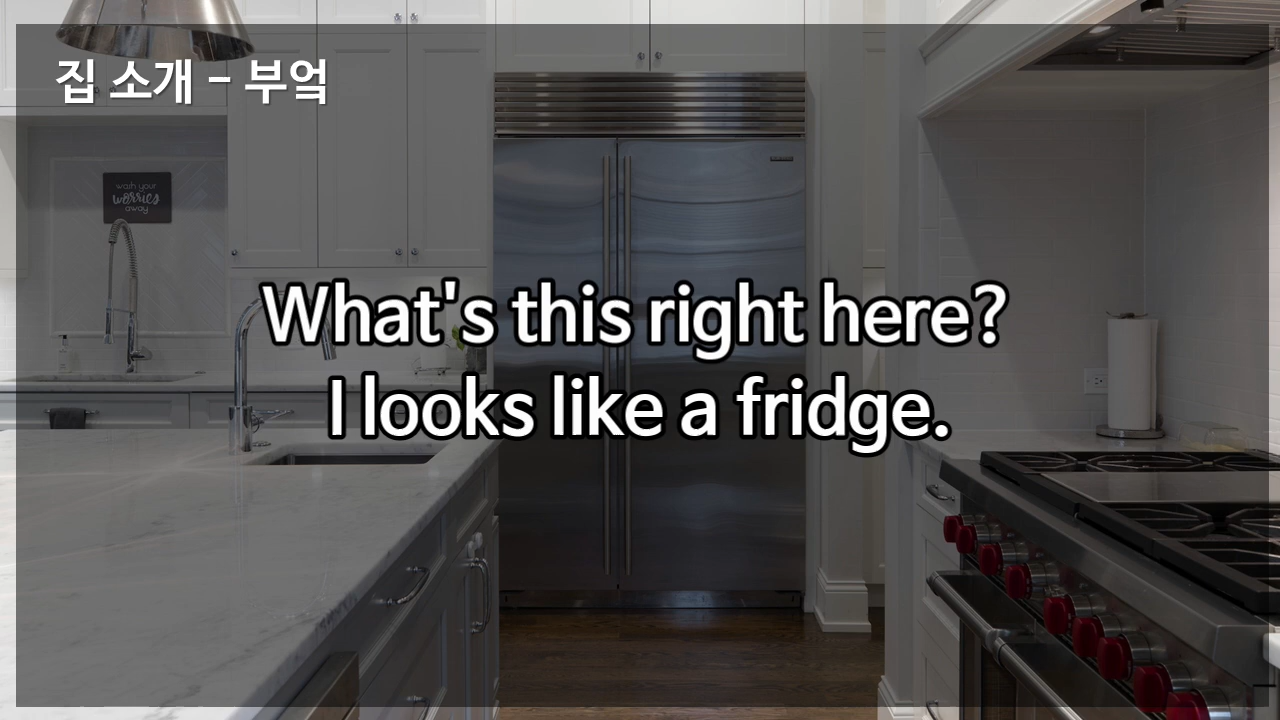 집 소개 - 부엌
wash your
worries
away
What's this right here?
I looks like a fridge.